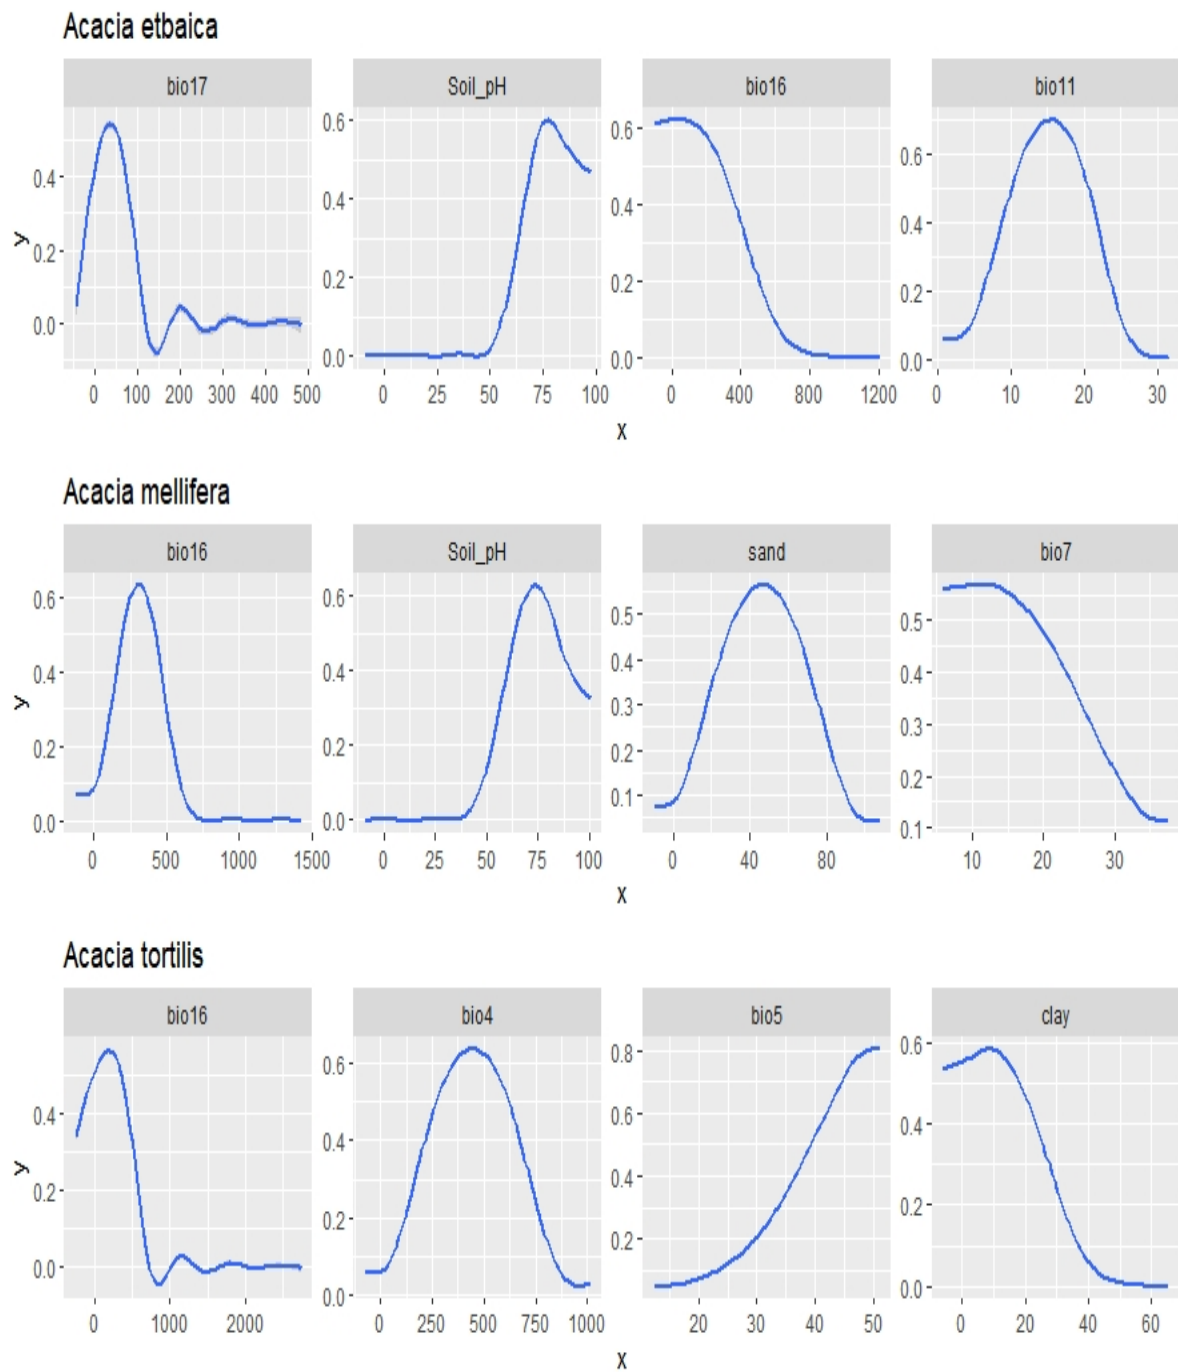 Acacia etbaica
bio17 Soil_pH bio16 bio11
0.4 0.2 0.0
0.6 0.4 0.2 0.0
0.6 0.4 0.2 0.0
0.6 0.4 0.2 0.0
y
0 100 200 300 400 500 0 25 50 75 100 0 400 800 1200 0 10 20 30
x
Acacia mellifera
bio16 Soil_pH sand bio7
0.6 0.4 0.2 0.0
0.6 0.4 0.2 0.0
0.5 0.4 0.3 0.2 0.1
0.5 0.4 0.3 0.2 0.1
y
0 500 1000 1500 0 25 50 75 100 0 40 80 10 20 30
x
Acacia tortilis
bio16 bio4 bio5 clay
0.4 0.2 0.0
0.6 0.4 0.2 0.0
0.8 0.6 0.4 0.2
0.6 0.4 0.2 0.0
y
0 1000 2000 0 250 500 750 1000 20 30 40 50 0 20 40 60
x